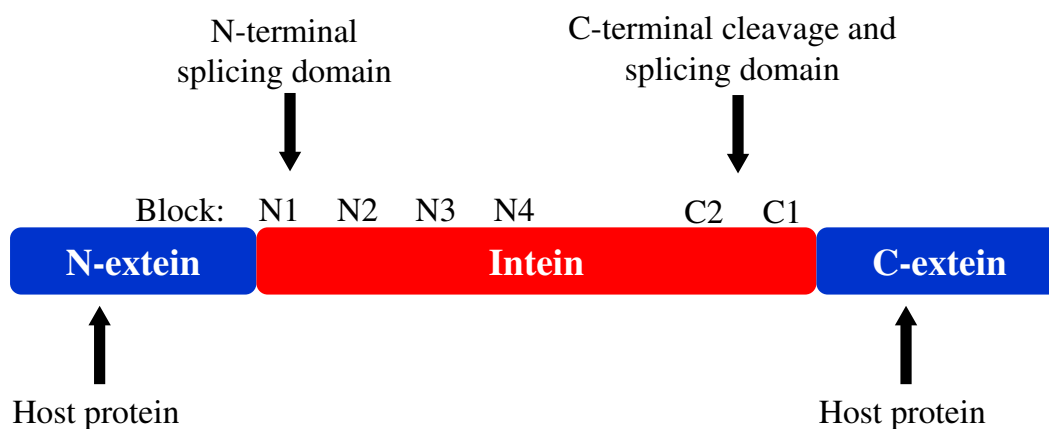 N-terminal
splicing domain
C-terminal cleavage and
splicing domain
Block: N1 N2 N3 N4 C2 C1
N-extein Intein C-extein
Host protein Host protein